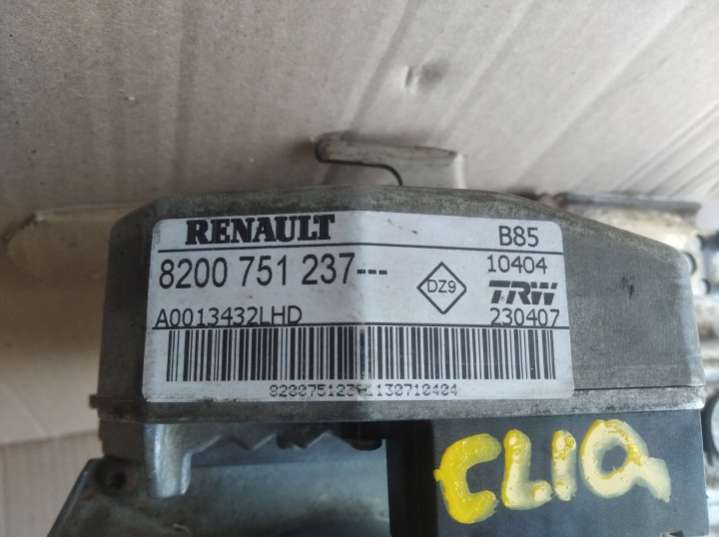 RENAULT B85
8200 751 237--- 10404
DZ9 TRW
A0013432LHD 230407
CLIO